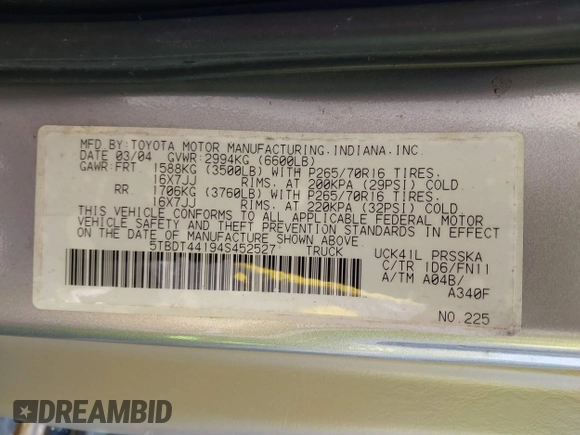 MFD.BY:TOYOTA MOTOR MANUFACTURING.INDIANA.INC.
DATE 03/04 GVWR:2994KG (6600LB)
GAWR:FRT 1588KG (3500LB) WITH P265/70R16 TIRES.
16X7JJ RIMS. AT 200KPA (29PSI) COLD
RR 1706KG (3760LB) WITH P265/70R16 TIRES.
16X7JJ RIMS. AT 220KPA (32PSI) COLD
THIS VEHICLE CONFORMS TO ALL APPLICABLE FEDERAL MOTOR
VEHICLE SAFETY AND THEFT PREVENTION STANDARDS IN EFFECT
ON THE DATE OF MANUFACTURE SHOWN ABOVE.
5TBDT44194S452527 TRUCK
UCK41L PRSSKA
C/TR 1D6/FN11
A/TM A04B/
A340F
NO.225
DREAMBID